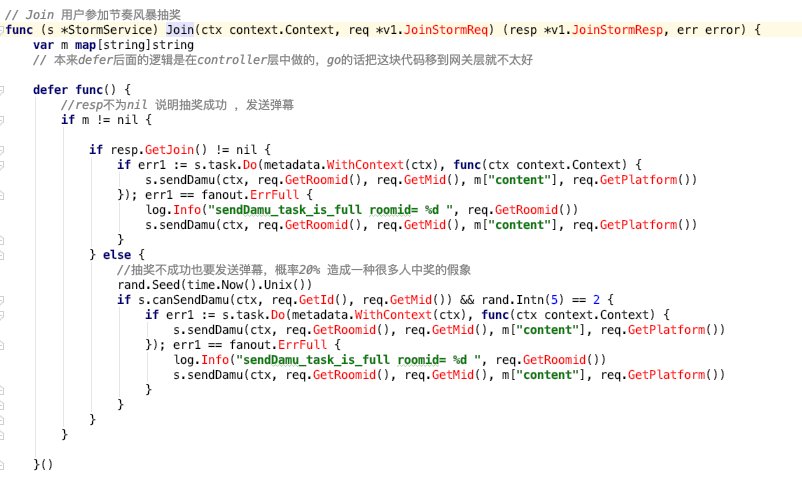 // Join 用户参加节奏风暴抽奖
func (s *StormService) Join(ctx context.Context, req *v1.JoinStormReq) (resp *v1.JoinStormResp, err error) {
    var m map[string]string
    // 本来defer后面的逻辑是在controller层中做的，go的话把这块代码移到网关层就不太好

    defer func() {
        //resp不为nil 说明抽奖成功 ，发送弹幕
        if m != nil {

            if resp.GetJoin() != nil {
                if err1 := s.task.Do(metadata.WithContext(ctx), func(ctx context.Context) {
                    s.sendDamu(ctx, req.GetRoomid(), req.GetMid(), m["content"], req.GetPlatform())
                }); err1 == fanout.ErrFull {
                    log.Info("sendDamu_task_is_full roomid= %d ", req.GetRoomid())
                    s.sendDamu(ctx, req.GetRoomid(), req.GetMid(), m["content"], req.GetPlatform())
                }
            } else {
                //抽奖不成功也要发送弹幕，概率20% 造成一种很多人中奖的假象
                rand.Seed(time.Now().Unix())
                if s.canSendDamu(ctx, req.GetId(), req.GetMid()) && rand.Intn(5) == 2 {
                    if err1 := s.task.Do(metadata.WithContext(ctx), func(ctx context.Context) {
                        s.sendDamu(ctx, req.GetRoomid(), req.GetMid(), m["content"], req.GetPlatform())
                    }); err1 == fanout.ErrFull {
                        log.Info("sendDamu_task_is_full roomid= %d ", req.GetRoomid())
                        s.sendDamu(ctx, req.GetRoomid(), req.GetMid(), m["content"], req.GetPlatform())
                    }
                }
            }
        }

    }()